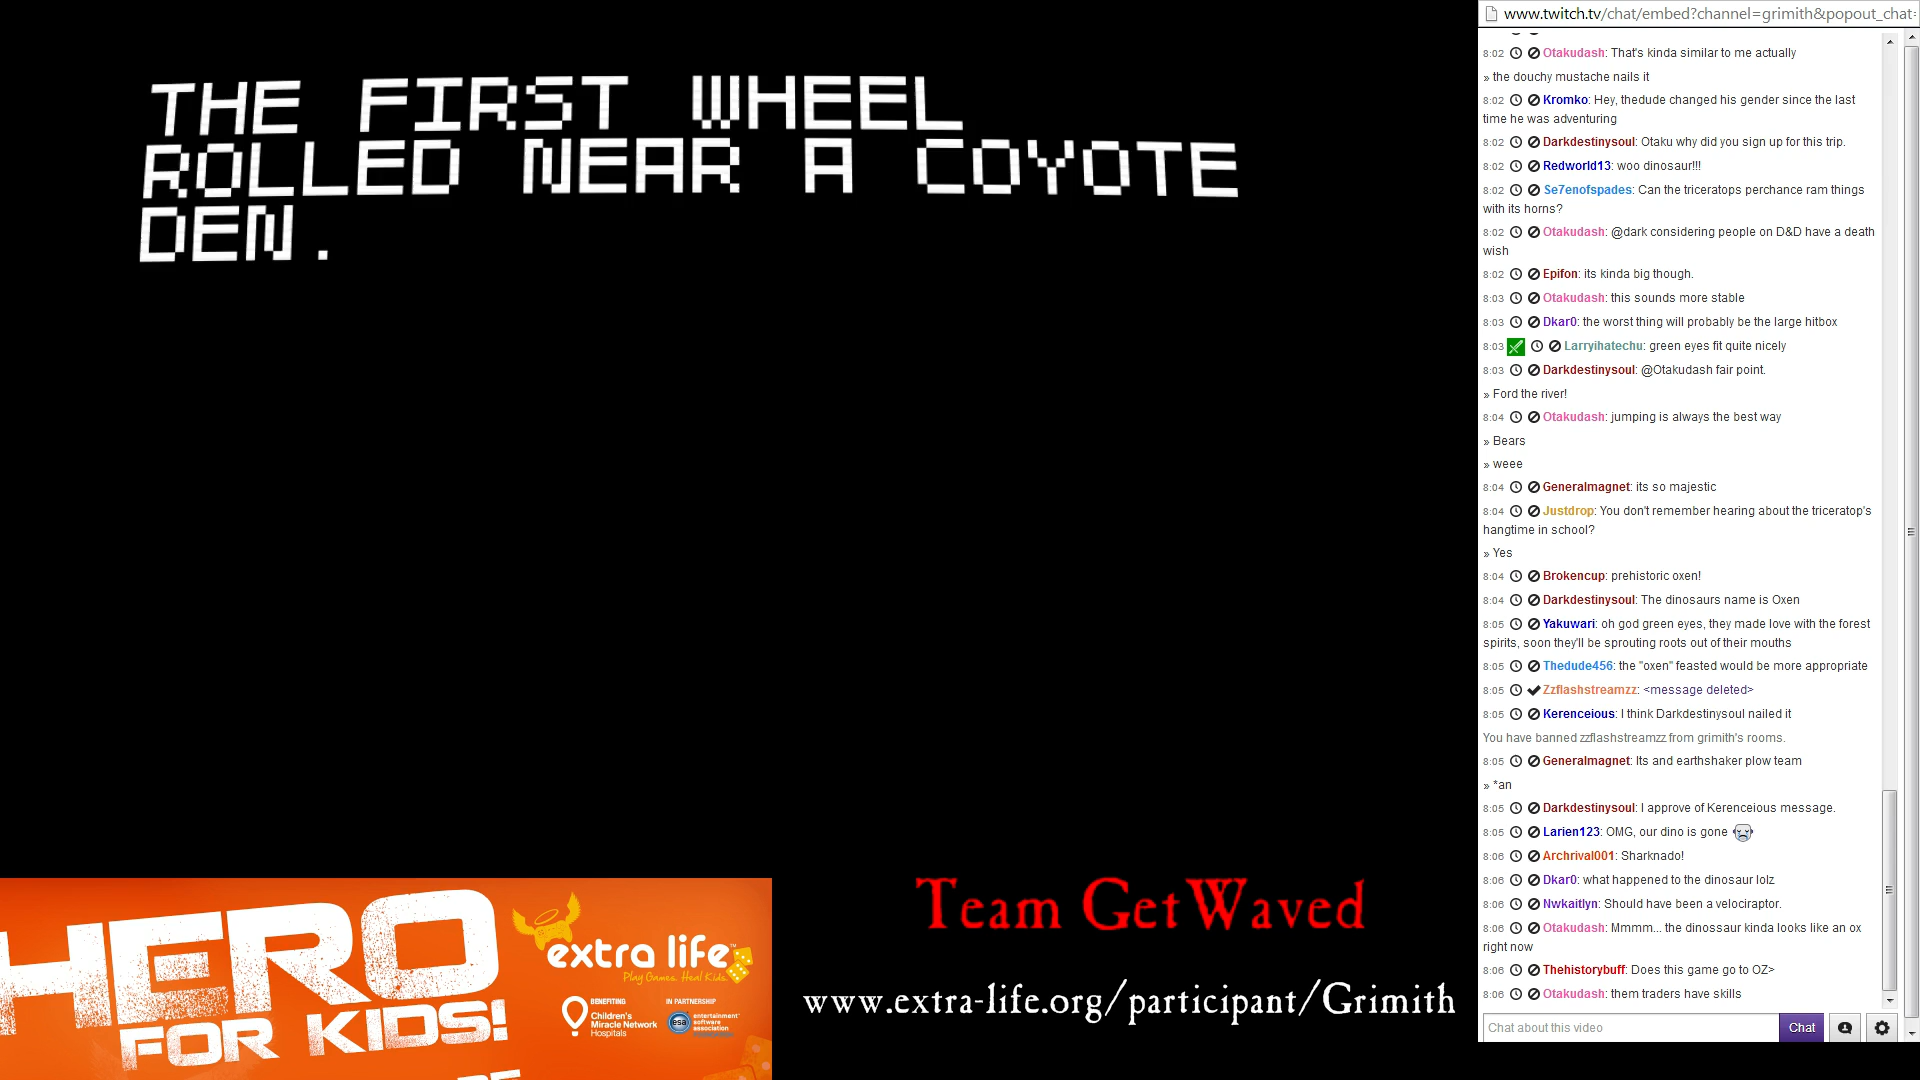 THE FIRST WHEEL
ROLLED NEAR A COYOTE
DEN.
www.twitch.tv/chat/embed?channel=grimith&popout_chat=
8:02 Otakudash: That's kinda similar to me actually
» the douchy mustache nails it
8:02 Kromko: Hey, thedude changed his gender since the last
time he was adventuring
8:02 Darkdestinysoul: Otaku why did you sign up for this trip.
8:02 Redworld13: woo dinosaur!!!
8:02 Se7enofspades: Can the triceratops perchance ram things
with its horns?
8:02 Otakudash: @dark considering people on D&D have a death
wish
8:02 Epifon: its kinda big though.
8:03 Otakudash: this sounds more stable
8:03 Dkar0: the worst thing will probably be the large hitbox
8:03 Larryihatechu: green eyes fit quite nicely
8:03 Darkdestinysoul: @Otakudash fair point.
» Ford the river!
8:04 Otakudash: jumping is always the best way
» Bears
» weee
8:04 Generalmagnet: its so majestic
8:04 Justdrop: You don't remember hearing about the triceratop's
hangtime in school?
» Yes
8:04 Brokencup: prehistoric oxen!
8:04 Darkdestinysoul: The dinosaurs name is Oxen
8:05 Yakuwari: oh god green eyes, they made love with the forest
spirits, soon they'll be sprouting roots out of their mouths
8:05 Thedude456: the "oxen" feasted would be more appropriate
8:05 Zzflashstreamzz: <message deleted>
8:05 Kerenceious: I think Darkdestinysoul nailed it
You have banned zzflashstreamzz from grimith's rooms.
8:05 Generalmagnet: Its and earthshaker plow team
» *an
8:05 Darkdestinysoul: I approve of Kerenceious message.
8:05 Larien123: OMG, our dino is gone
8:06 Archrival001: Sharknado!
8:06 Dkar0: what happened to the dinosaur lolz
8:06 Nwkaitlyn: Should have been a velociraptor.
8:06 Otakudash: Mmmm... the dinossaur kinda looks like an ox
right now
8:06 Thehistorybuff: Does this game go to OZ>
8:06 Otakudash: them traders have skills
Chat about this video
Chat
HERO
FOR KIDS!
extra life™
Play Games. Heal Kids.
BENEFITING
Children's
Miracle Network
Hospitals
IN PARTNERSHIP
esa entertainment
software
association
Team GetWaved
www.extra-life.org/participant/Grimith